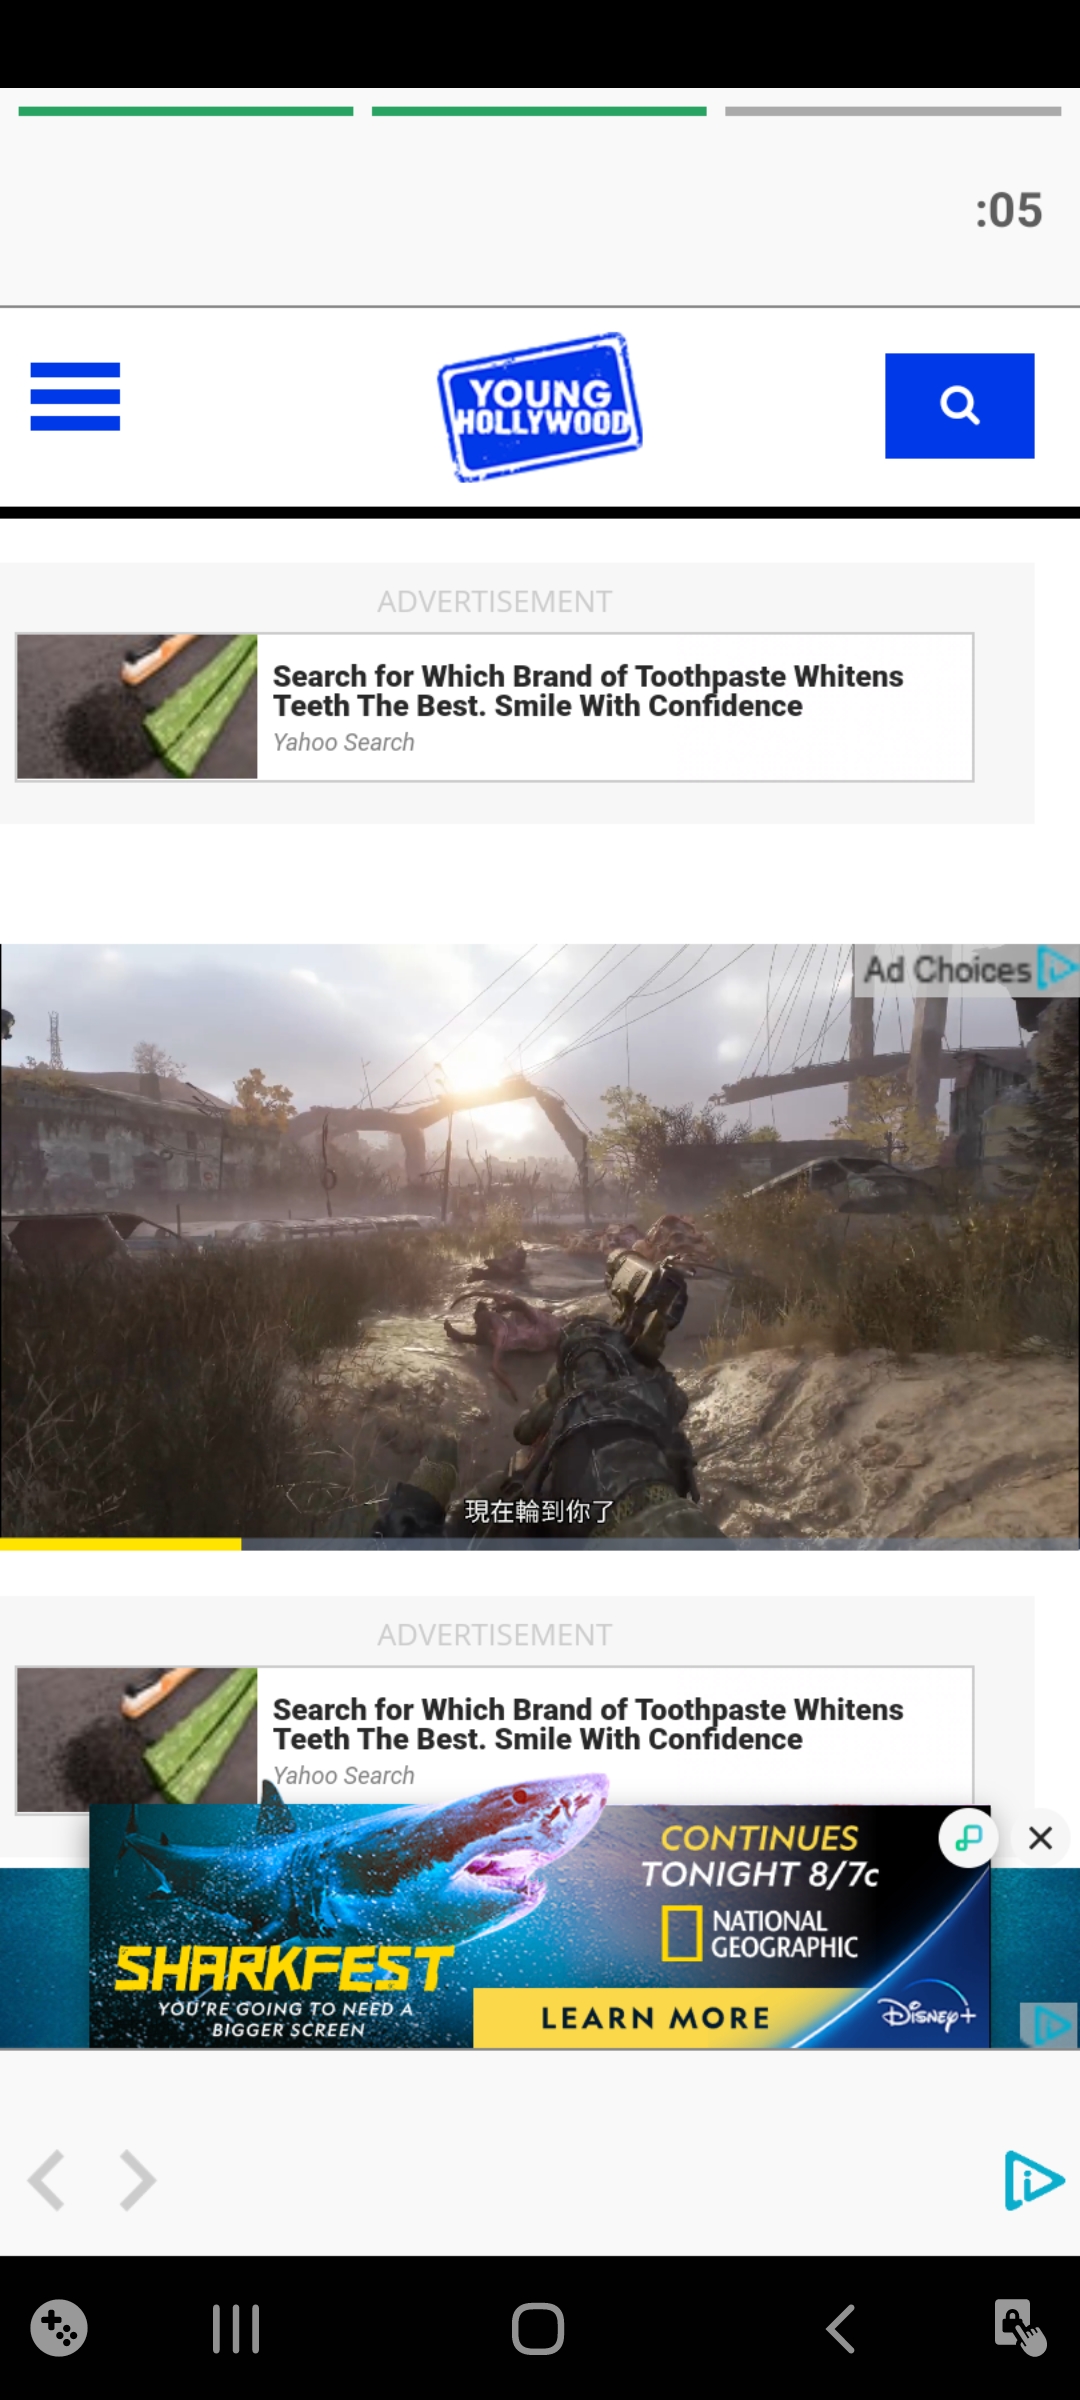 :05
YOUNG
HOLLYWOOD
ADVERTISEMENT
Search for Which Brand of Toothpaste Whitens
Teeth The Best. Smile With Confidence
Yahoo Search
Ad Choices
現在輪到你了
ADVERTISEMENT
Search for Which Brand of Toothpaste Whitens
Teeth The Best. Smile With Confidence
Yahoo Search
CONTINUES
TONIGHT 8/7c
NATIONAL
GEOGRAPHIC
SHARKFEST
YOU'RE GOING TO NEED A
BIGGER SCREEN
LEARN MORE
Disney+